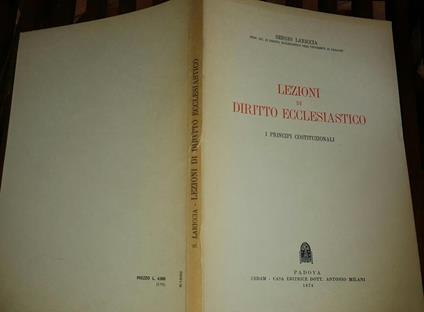 SERGIO LARICCIA
LEZIONI
DI
DIRITTO ECCLESIASTICO
I PRINCIPI COSTITUZIONALI
PADOVA
CEDAM - CASA EDITRICE DOTT. ANTONIO MILANI
1974
S. LARICCIA - LEZIONI DI DIRITTO ECCLESIASTICO
PREZZO L. 4000